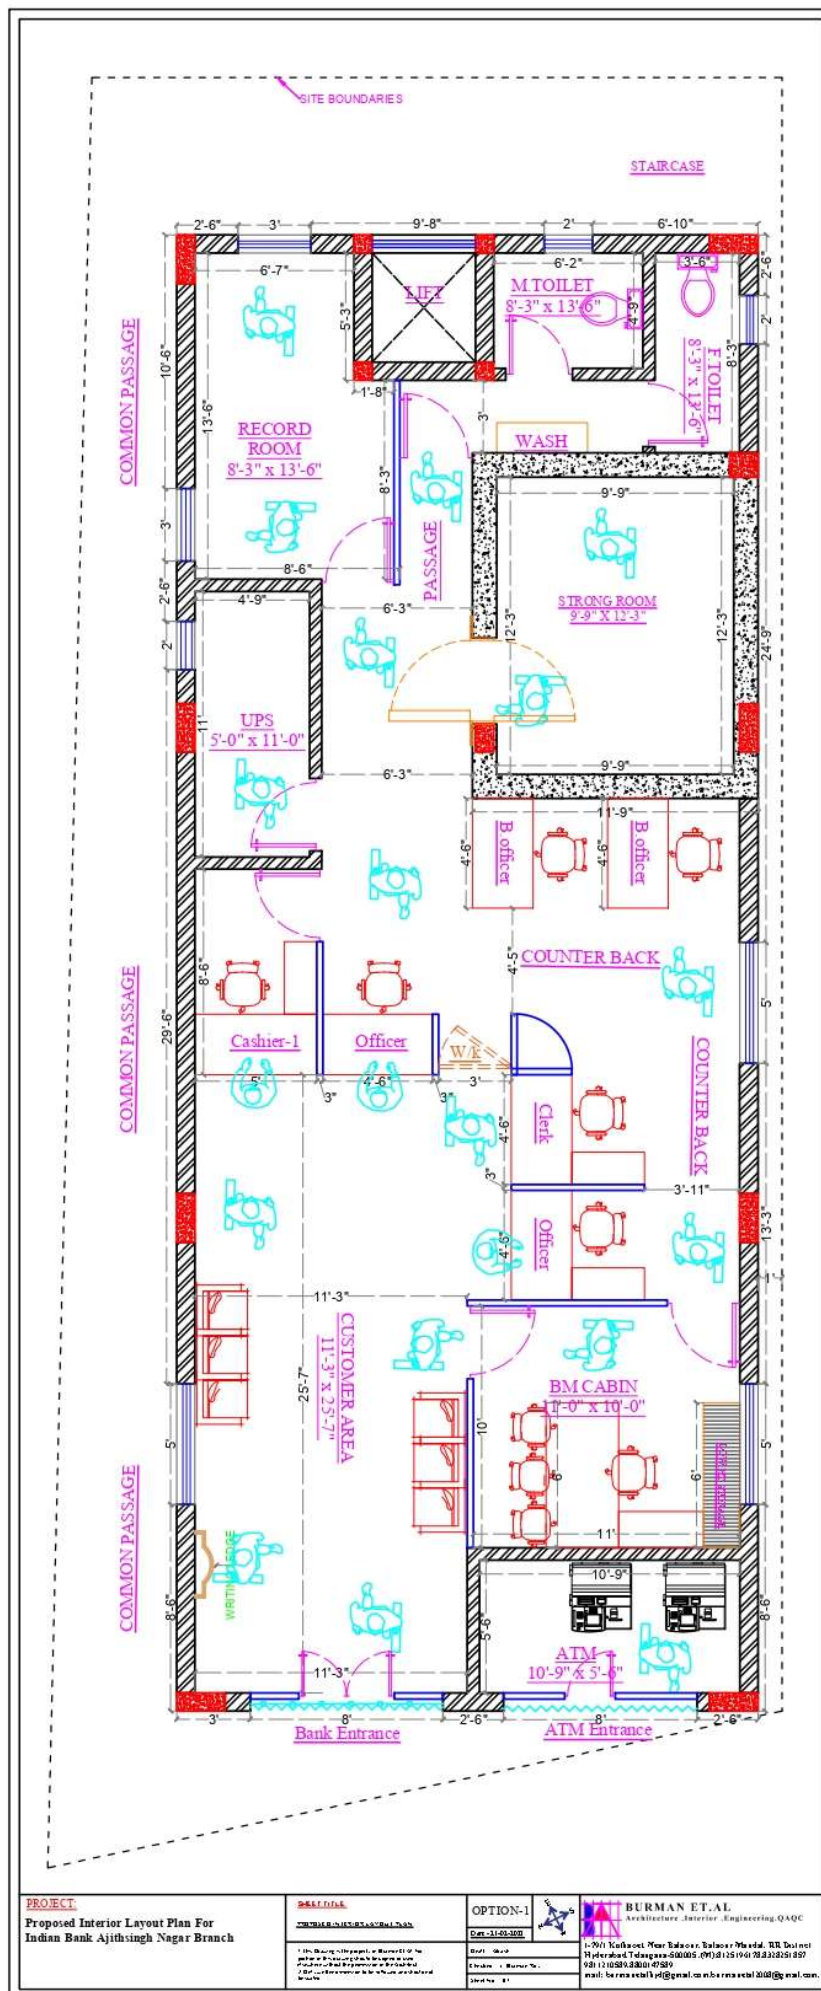 SITE BOUNDARIES
STAIRCASE
2'-6"
3'
9'-8"
2'
6'-10"
6'-7"
6'-2"
3'-6"
2'-6"
LIFT
M.TOILET
8'-3" x 13'-6"
4'-9"
5'-3"
2'
8'-3"
F.TOILET
8'-3" x 13'-6"
COMMON PASSAGE
10'-6"
13'-6"
1'-8"
3'
RECORD
ROOM
8'-3" x 13'-6"
8'-3"
WASH
9'-9"
3'
PASSAGE
8'-6"
2'-6"
4'-9"
6'-3"
STRONG ROOM
9'-9" X 12'-3"
12'-3"
12'-3"
24'-9"
2'
11'
UPS
5'-0" x 11'-0"
6'-3"
9'-9"
11'-9"
4'-6"
B.officer
4'-6"
B.officer
COUNTER BACK
4'-5"
8'-6"
5'
COMMON PASSAGE
29'-6"
Cashier-1
Officer
W/k
5'
4'-6"
3'
3"
3"
Clerk
4'-6"
COUNTER BACK
3"
3'-11"
4'-6"
Officer
13'-3"
1'
11'-3"
CUSTOMER AREA
11'-3" x 25'-7"
25'-7"
BM CABIN
11'-0" x 10'-0"
10'
6'
6'
5'
5'
COMMON PASSAGE
11'
WRITING LEDGE
10'-9"
8'-6"
5'-6"
8'-6"
ATM
10'-9" x 5'-6"
11'-3"
3'
8'
2'-6"
8'
2'-6"
Bank Entrance
ATM Entrance
PROJECT:
Proposed Interior Layout Plan For
Indian Bank Ajithsingh Nagar Branch
SHEET TITLE
OPTION-1
BURMAN ET.AL
Architecture .Interior .Engineering.QAQC